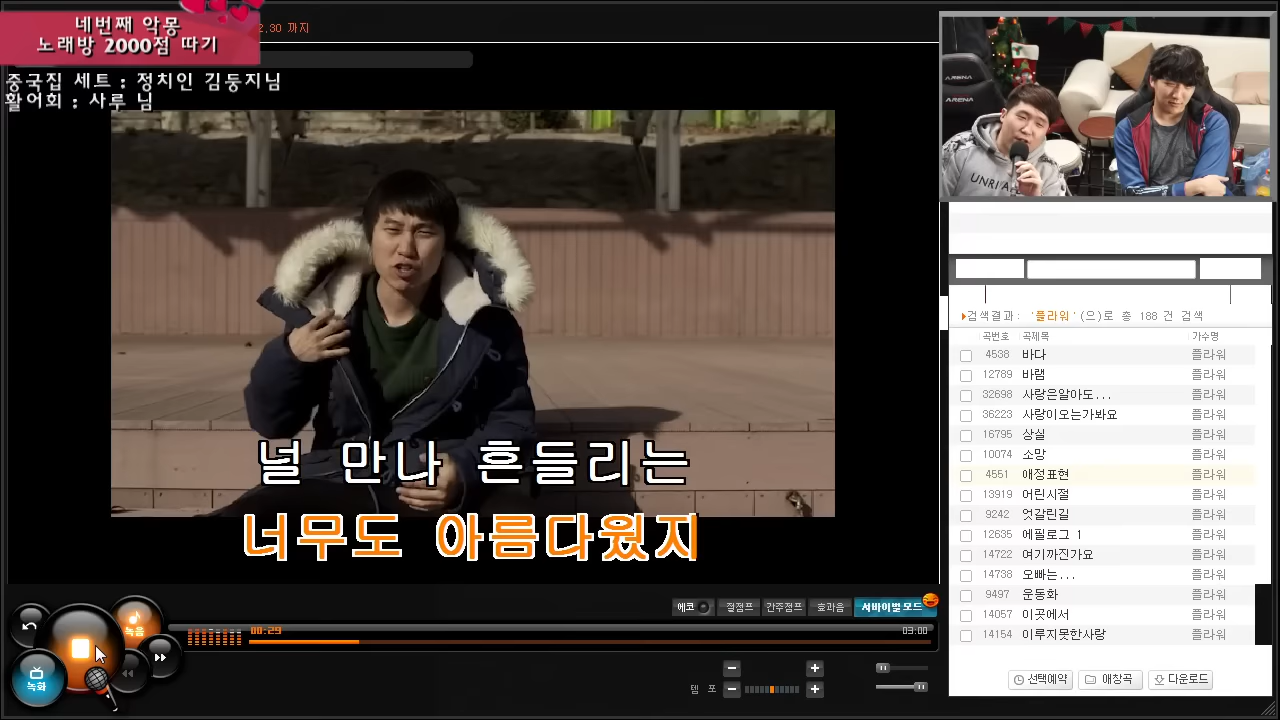 네번째 악몽
노래방 2000점 따기
2,30 까지
중국집 세트 : 정치인 김둥지님
활어회 : 사루 님
ARENA
ARENA
널 만나 흔들리는
너무도 아름다웠지
에코 절점프 간주점프 효과음 서바이벌 모드
녹음
녹화
00:29
03:00
템 포
검색결과: '플라워' (으)로 총 188 건 검색
곡번호 곡제목 가수명
4538 바다 플라워
12789 바램 플라워
32698 사랑은알아도... 플라워
36223 사랑이오는가봐요 플라워
16795 상실 플라워
10074 소망 플라워
4551 애정표현 플라워
13919 어린시절 플라워
9242 엇갈린길 플라워
12635 에필로그 1 플라워
14722 여기까진가요 플라워
14738 오빠는... 플라워
9497 운동화 플라워
14057 이곳에서 플라워
14154 이루지못한사랑 플라워
선택예약 애창곡 다운로드